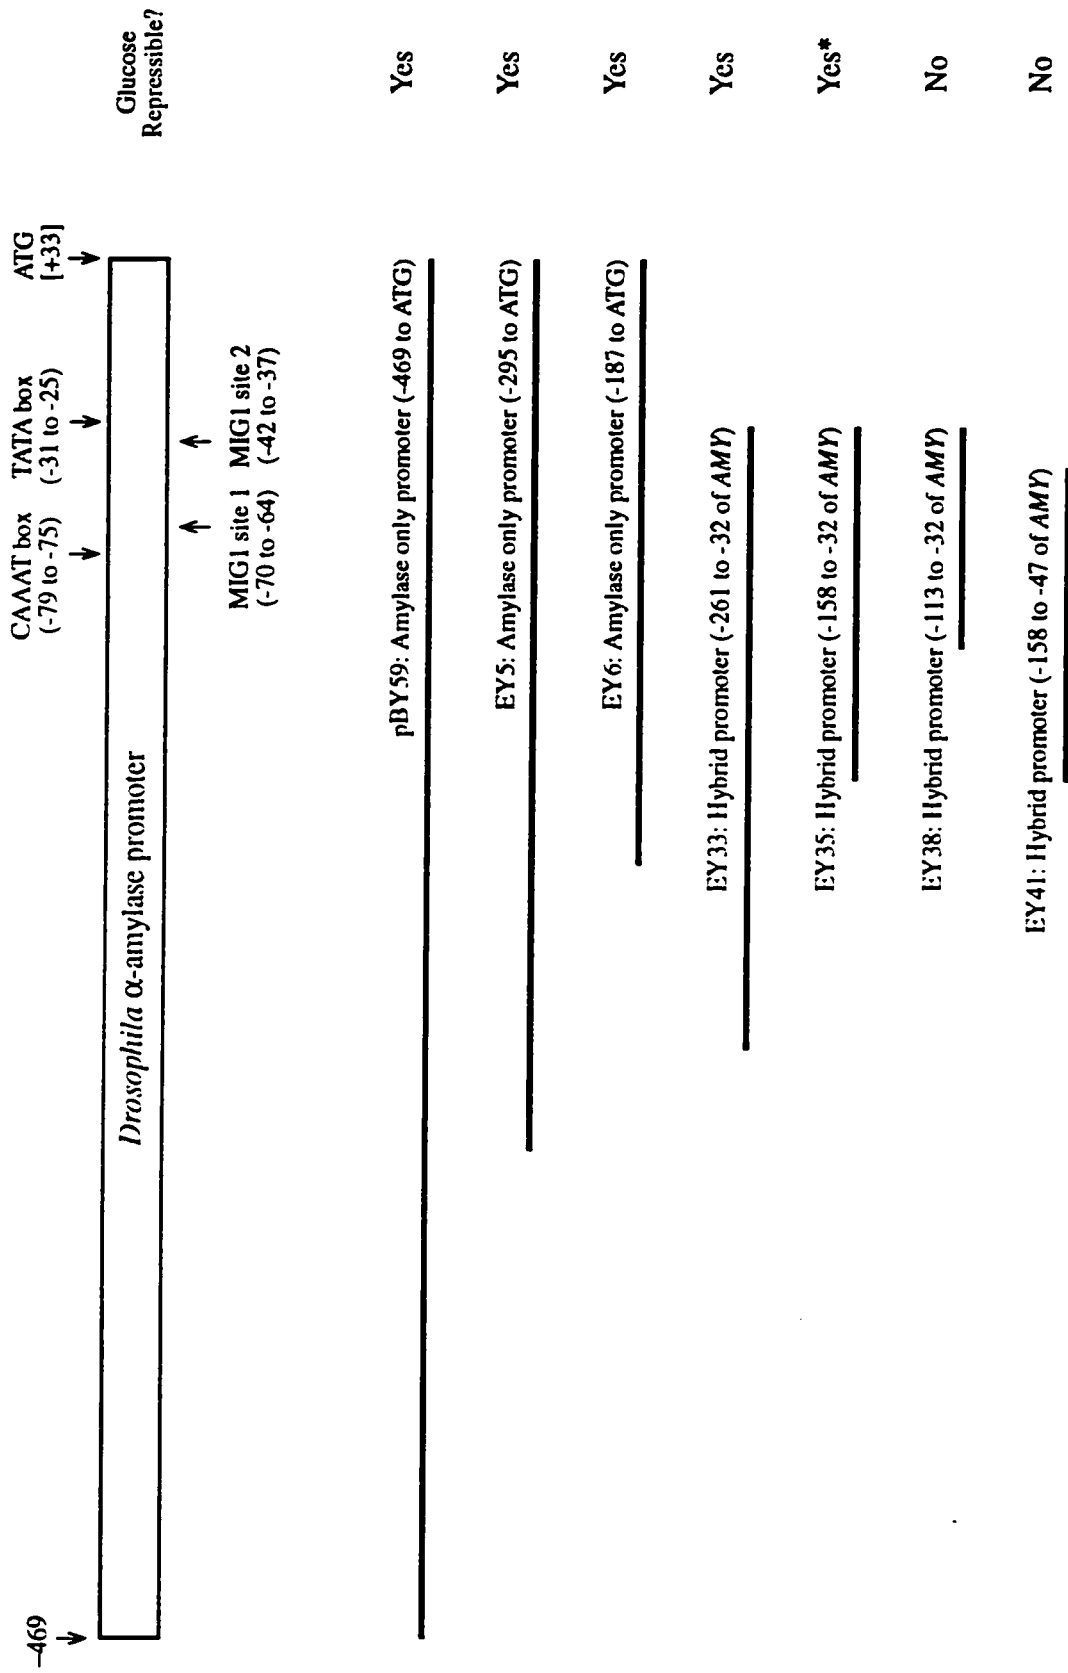 -469
CAAAT box
(-79 to -75)
TATA box
(-31 to -25)
ATG
[+33]
Drosophila α-amylase promoter
Glucose
Repressible?
MIG1 site 1
(-70 to -64)
MIG1 site 2
(-42 to -37)
pBY59: Amylase only promoter (-469 to ATG)
Yes
EY5: Amylase only promoter (-295 to ATG)
Yes
EY6: Amylase only promoter (-187 to ATG)
Yes
EY33: Hybrid promoter (-261 to -32 of AMY)
Yes
EY35: Hybrid promoter (-158 to -32 of AMY)
Yes*
EY38: Hybrid promoter (-113 to -32 of AMY)
No
EY41: Hybrid promoter (-158 to -47 of AMY)
No